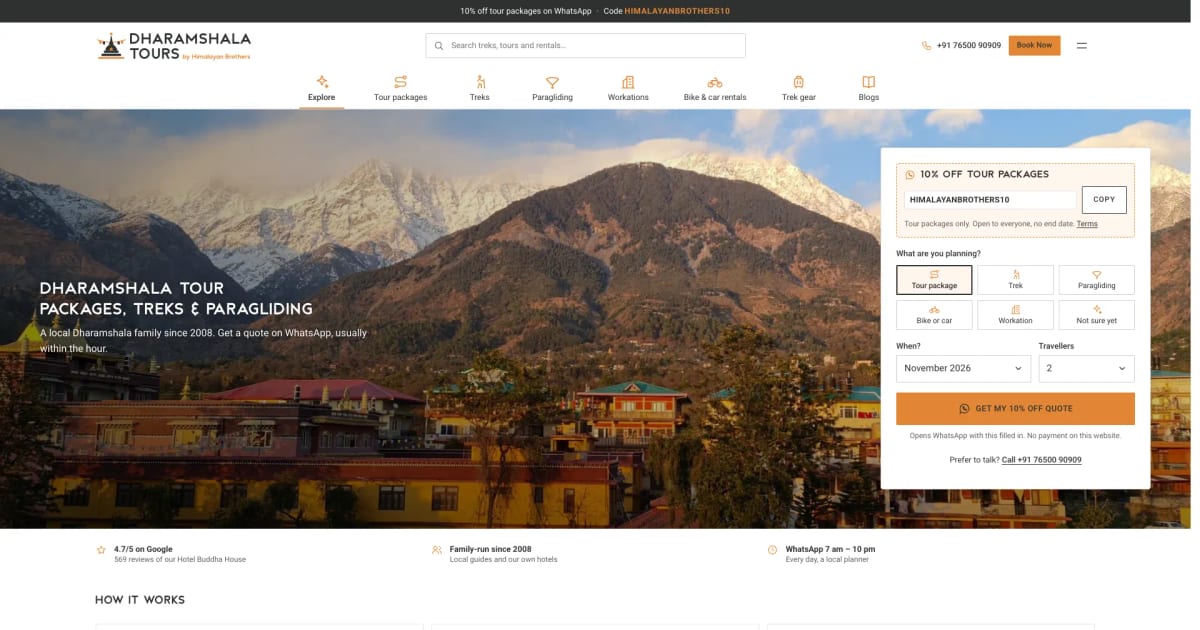 10% off tour packages on WhatsApp · Code HIMALAYANBROTHERS10
DHARAMSHALA
TOURS by Himalayan Brothers
Search treks, tours and rentals...
+91 76500 90909
Book Now
Explore
Tour packages
Treks
Paragliding
Workations
Bike & car rentals
Trek gear
Blogs
DHARAMSHALA TOUR
PACKAGES, TREKS & PARAGLIDING
A local Dharamshala family since 2008. Get a quote on WhatsApp, usually
within the hour.
10% OFF TOUR PACKAGES
HIMALAYANBROTHERS10
COPY
Tour packages only. Open to everyone, no end date. Terms
What are you planning?
Tour package
Trek
Paragliding
Bike or car
Workation
Not sure yet
When?
Travellers
November 2026
2
GET MY 10% OFF QUOTE
Opens WhatsApp with this filled in. No payment on this website.
Prefer to talk? Call +91 76500 90909
4.7/5 on Google
569 reviews of our Hotel Buddha House
Family-run since 2008
Local guides and our own hotels
WhatsApp 7 am – 10 pm
Every day, a local planner
HOW IT WORKS